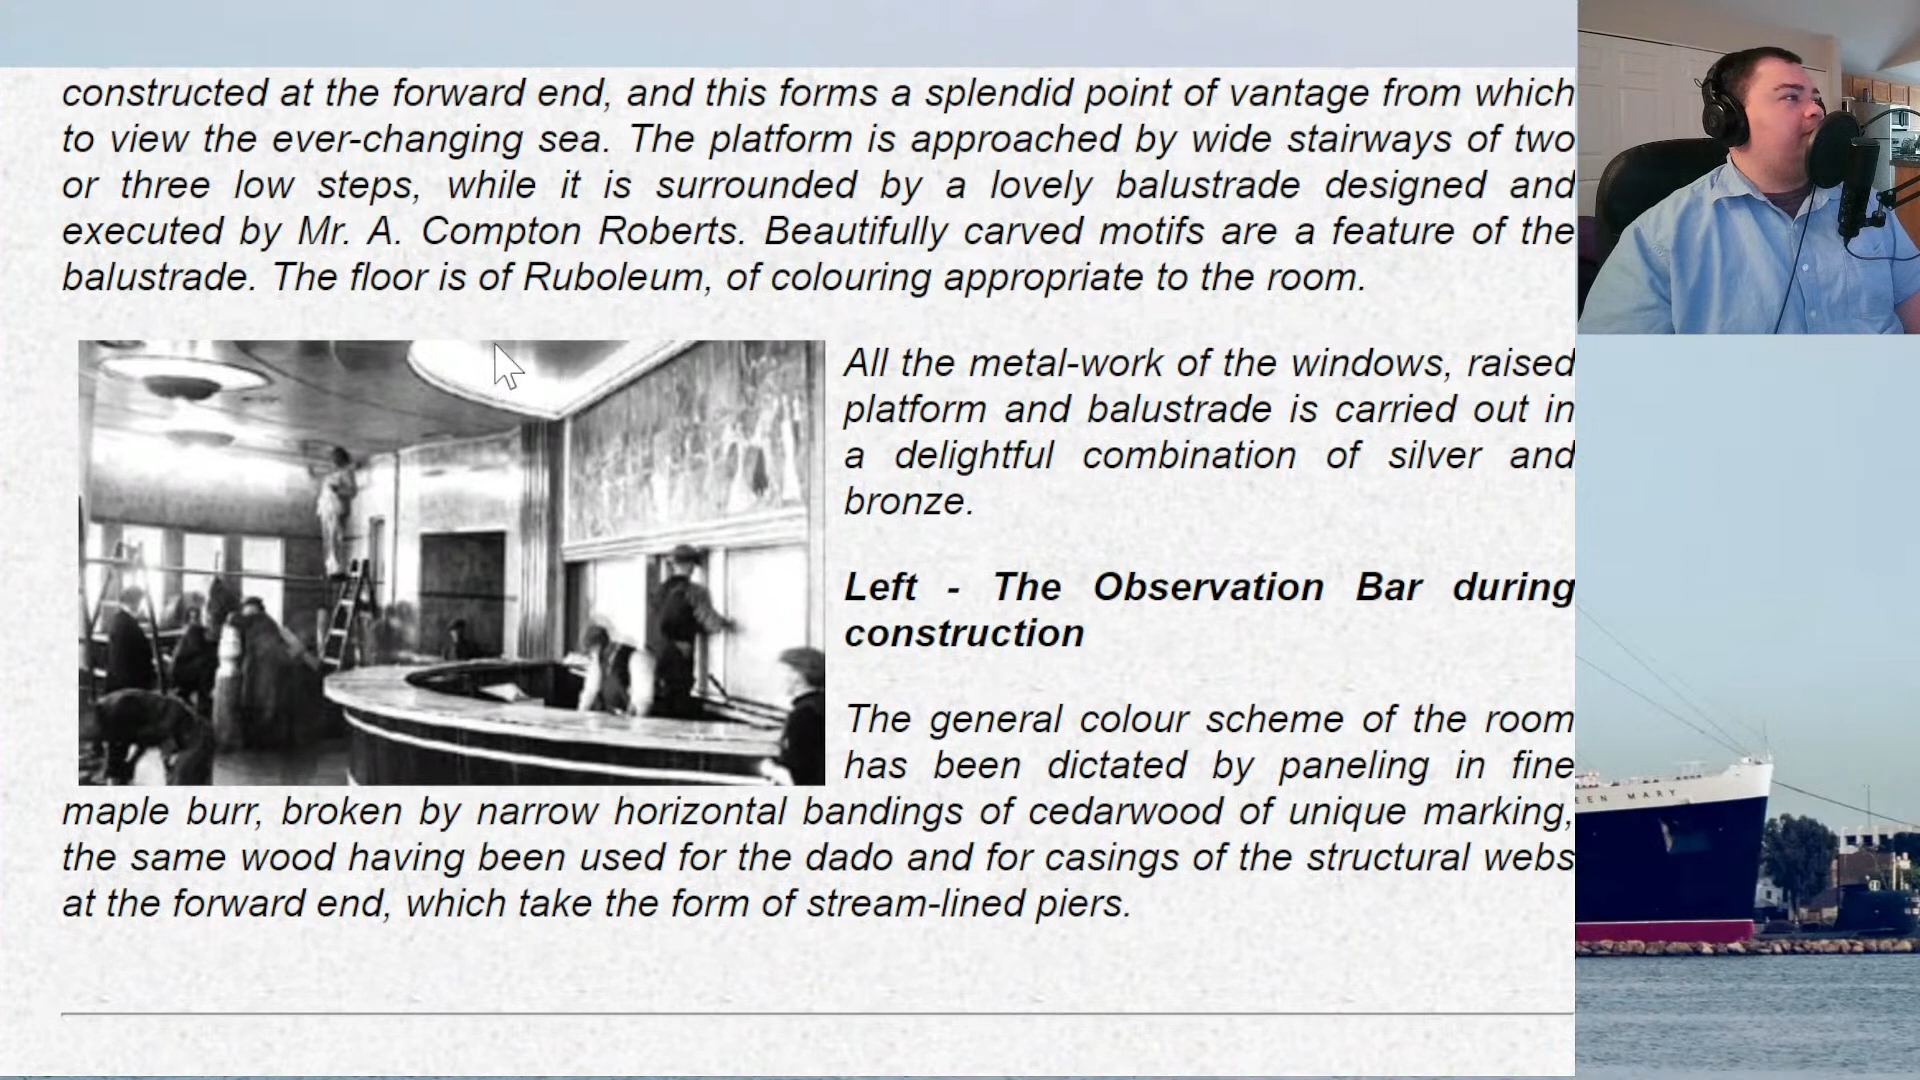 constructed at the forward end, and this forms a splendid point of vantage from which
to view the ever-changing sea. The platform is approached by wide stairways of two
or three low steps, while it is surrounded by a lovely balustrade designed and
executed by Mr. A. Compton Roberts. Beautifully carved motifs are a feature of the
balustrade. The floor is of Ruboleum, of colouring appropriate to the room.
All the metal-work of the windows, raised
platform and balustrade is carried out in
a delightful combination of silver and
bronze.
Left - The Observation Bar during
construction
The general colour scheme of the room
has been dictated by paneling in fine
maple burr, broken by narrow horizontal bandings of cedarwood of unique marking,
the same wood having been used for the dado and for casings of the structural webs
at the forward end, which take the form of stream-lined piers.
EEN MARY